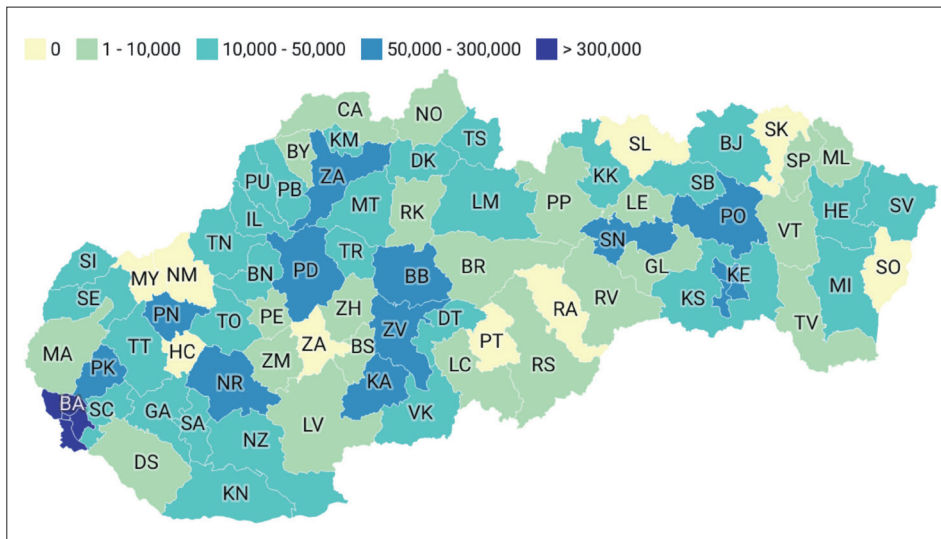 0 1 - 10,000 10,000 - 50,000 50,000 - 300,000 > 300,000
CA NO
KM TS SK
BY SL BJ SP ML
ZA DK
PU PB KK SB
MT RK LM PP LE HE SV
IL PO
TN SN VT
SI TR
BN PD BB BR GL SO
MY NM KE
SE KS MI
PN TO PE ZH RA RV
ZV DT TV
TT HC ZA BS PT
MA PK ZM LC RS
NR KA
BA SC GA VK
SA LV
NZ
DS
KN